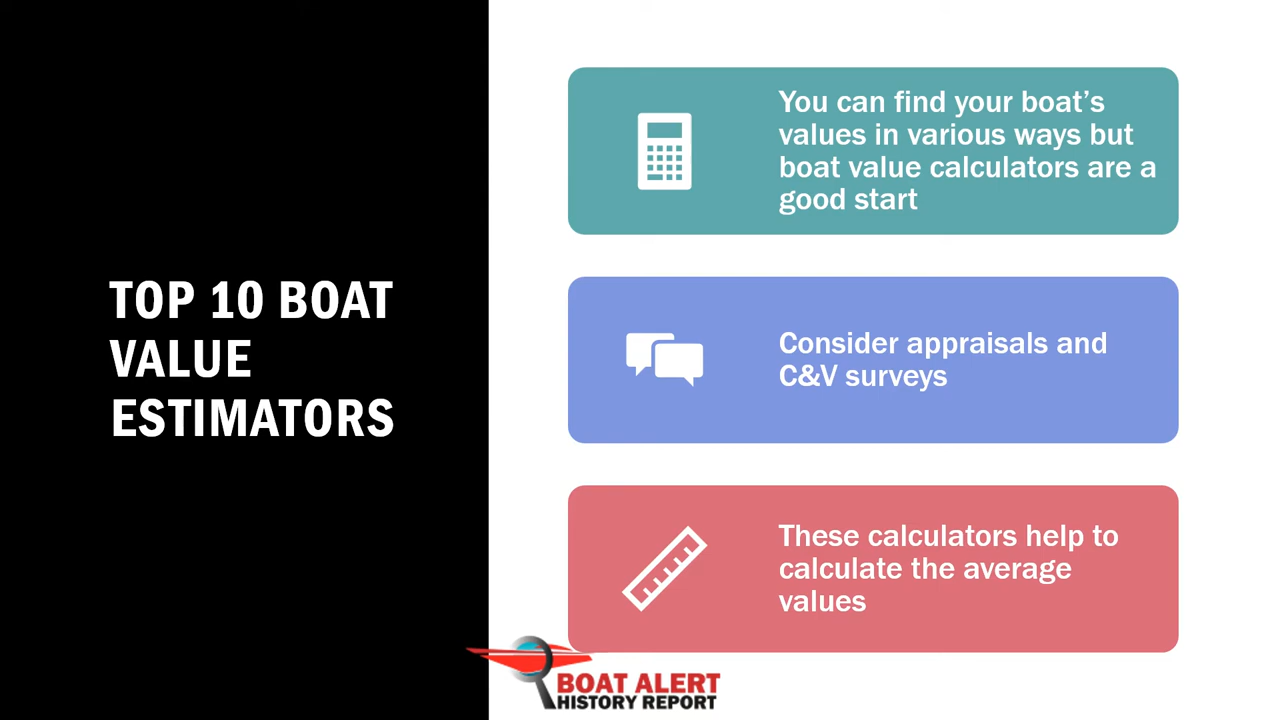 TOP 10 BOAT
VALUE
ESTIMATORS
You can find your boat’s
values in various ways but
boat value calculators are a
good start
Consider appraisals and
C&V surveys
These calculators help to
calculate the average
values
BOAT ALERT
HISTORY REPORT